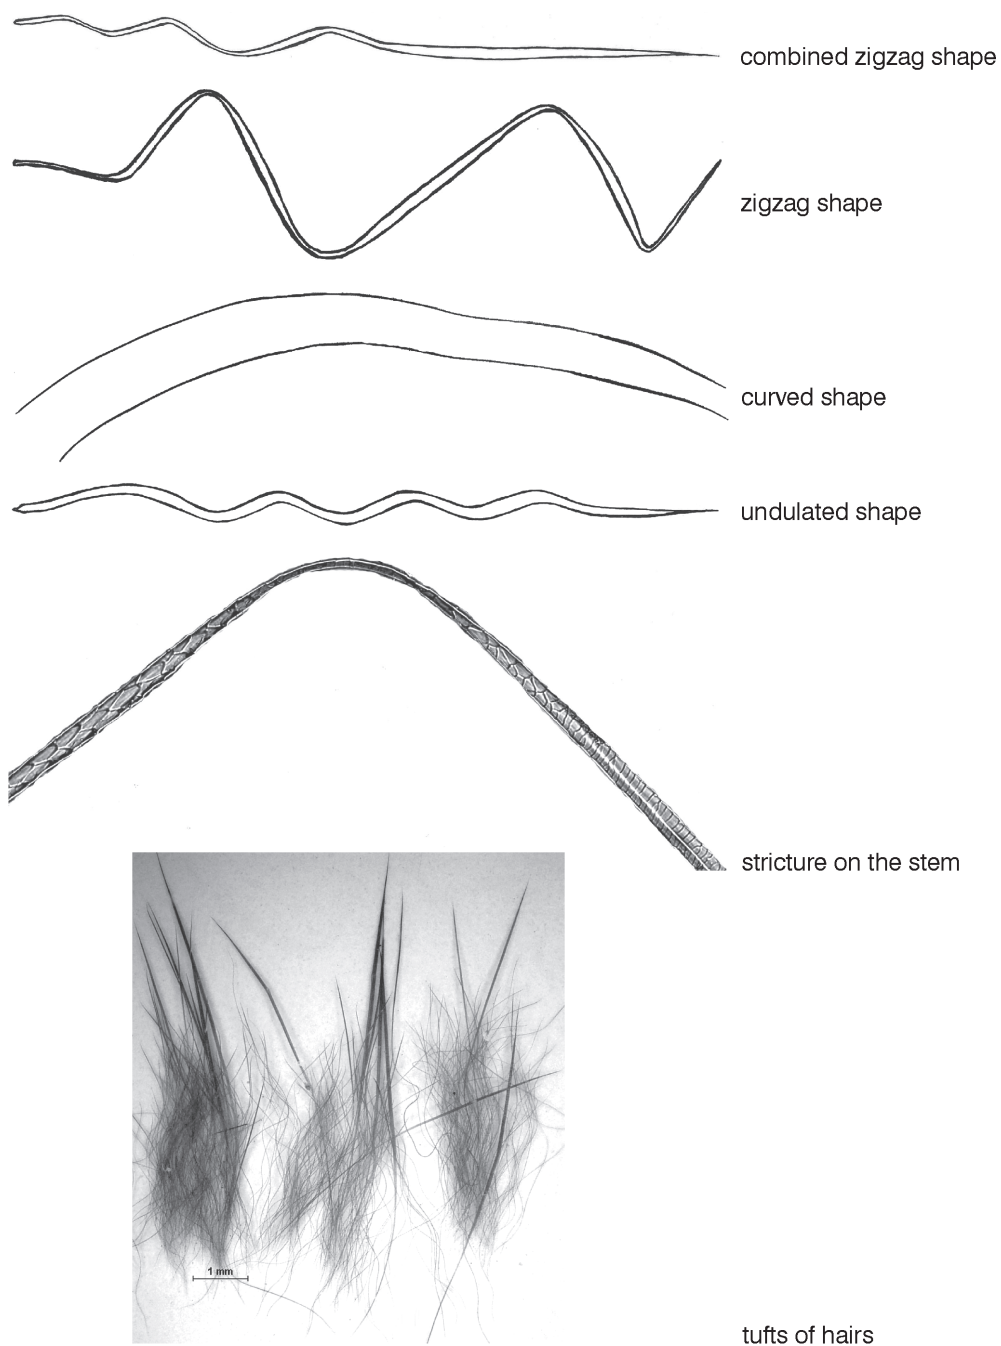 combined zigzag shape
zigzag shape
curved shape
undulated shape
stricture on the stem
1 mm
tufts of hairs